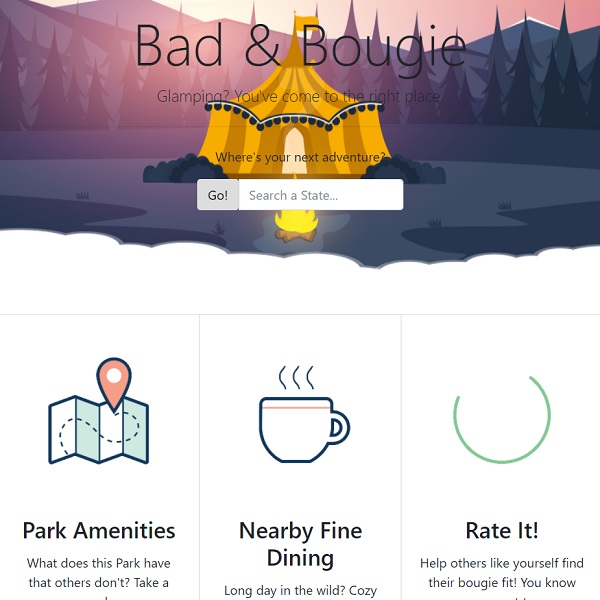 Bad & Bougie
Glamping? You've come to the right place.
Where's your next adventure?
Go! Search a State...
Park Amenities
What does this Park have
that others don't? Take a
Nearby Fine
Dining
Long day in the wild? Cozy
Rate It!
Help others like yourself find
their bougie fit! You know